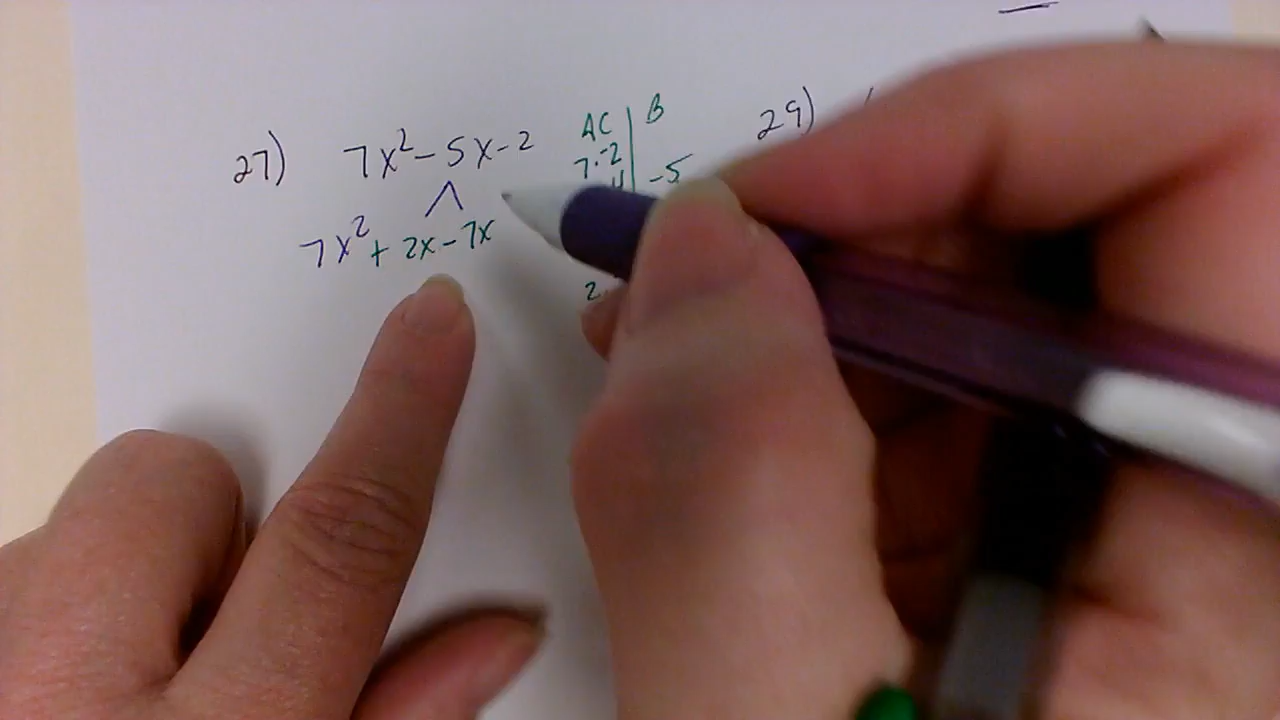 27) 7x² - 5x - 2
7x² + 2x - 7x
AC | B
7·-2 | -5
2
29)